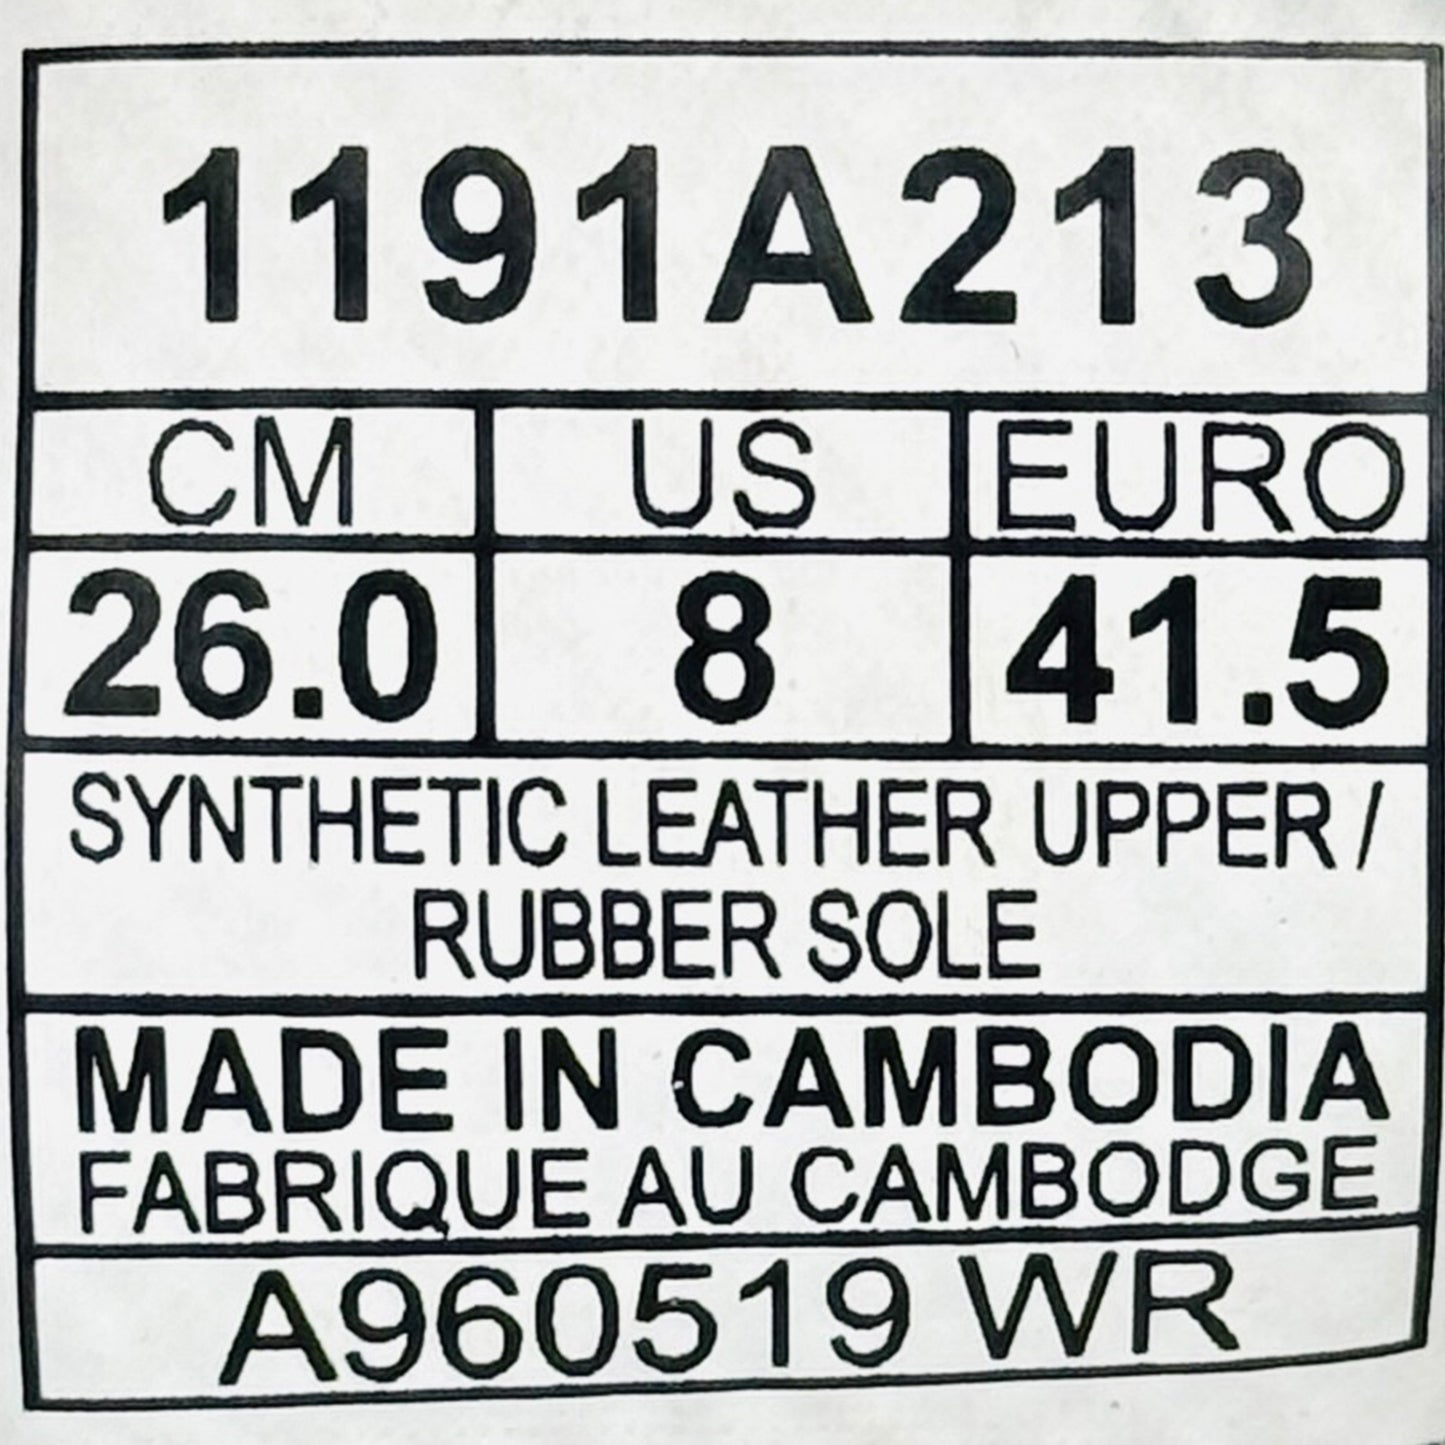 1191A213
CM US EURO
26.0 8 41.5
SYNTHETIC LEATHER UPPER /
RUBBER SOLE
MADE IN CAMBODIA
FABRIQUE AU CAMBODGE
A960519 WR